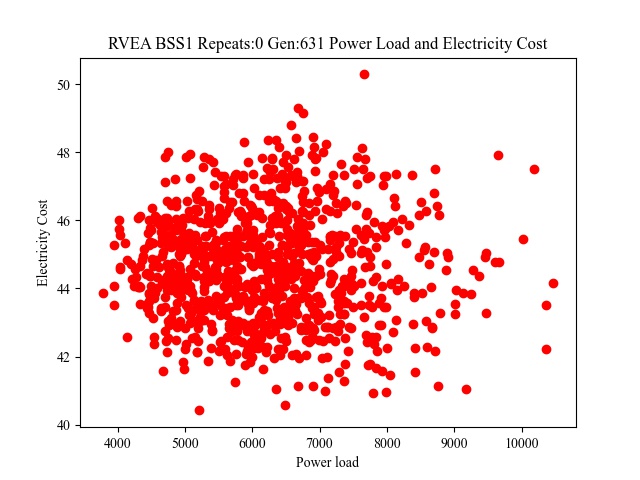 RVEA BSS1 Repeats:0 Gen:631 Power Load and Electricity Cost
50
48
46
44
42
40
Electricity Cost
4000 5000 6000 7000 8000 9000 10000
Power load